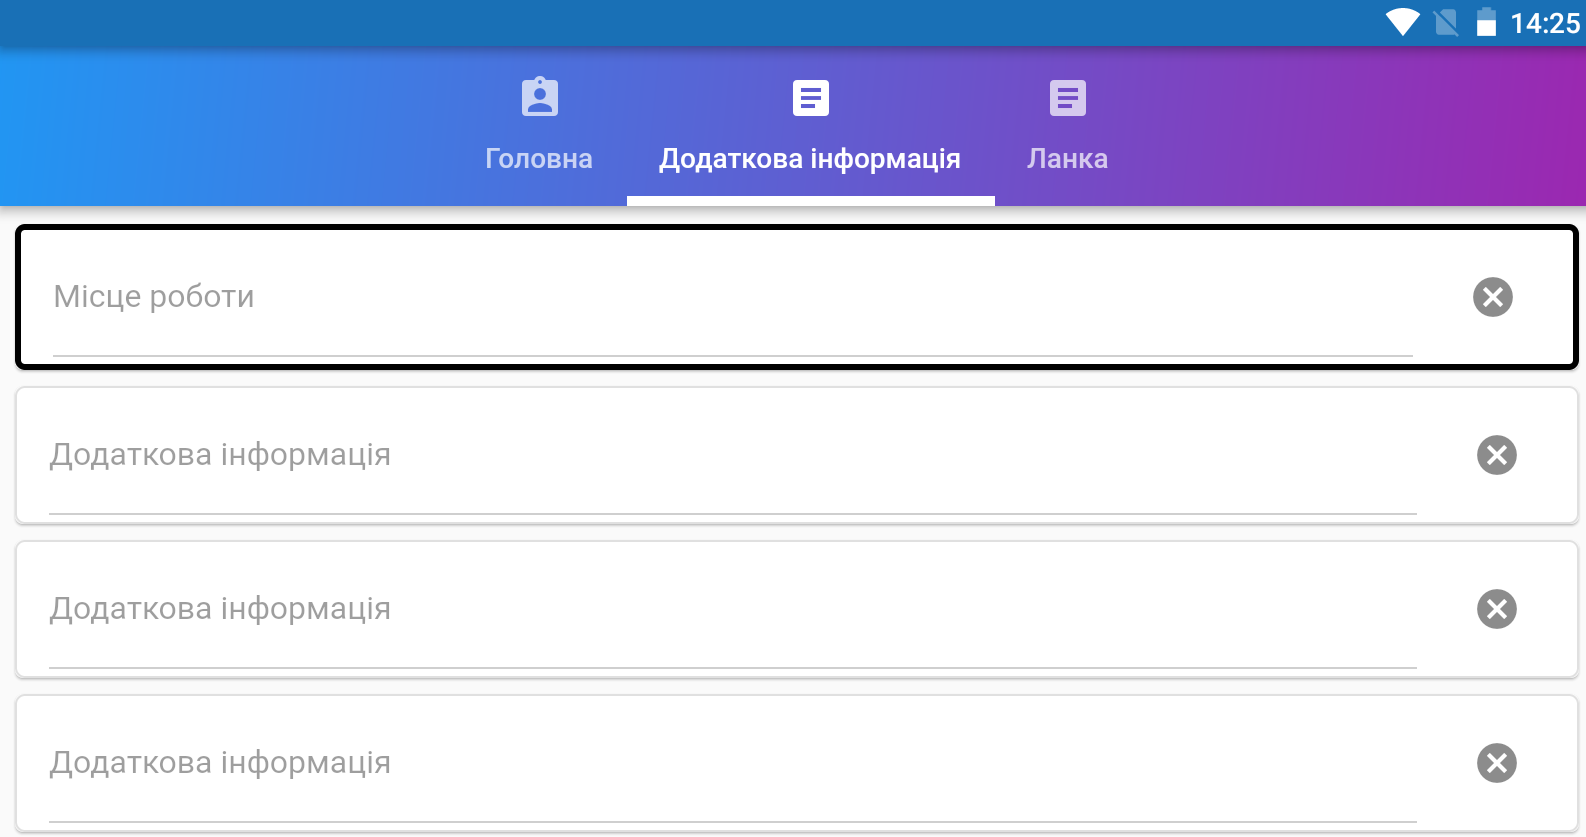 14:25
Головна
Додаткова інформація
Ланка
Місце роботи
Додаткова інформація
Додаткова інформація
Додаткова інформація